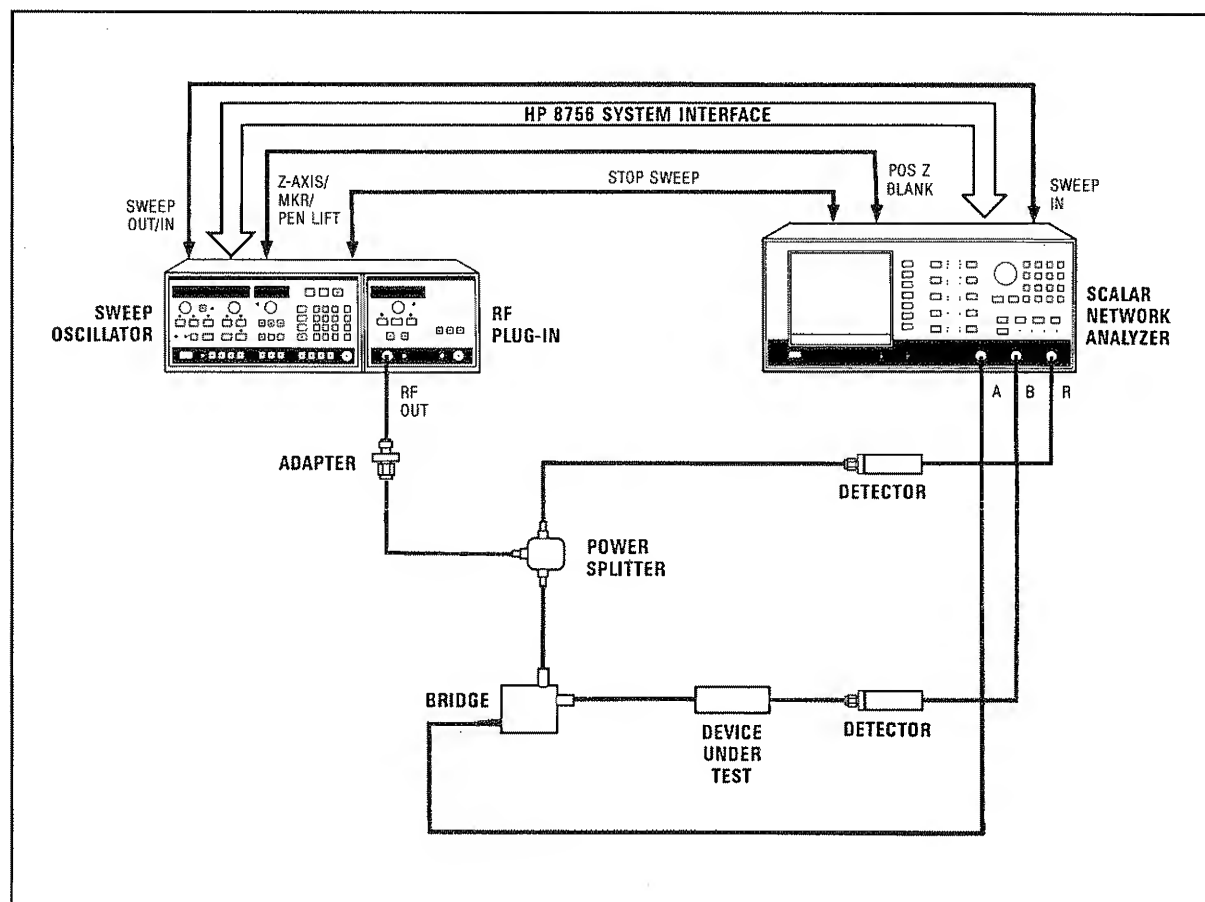 HP 8756 SYSTEM INTERFACE
SWEEP
OUT/IN
Z-AXIS/
MKR/
PEN LIFT
STOP SWEEP
POS Z
BLANK
SWEEP
IN
SWEEP
OSCILLATOR
RF
PLUG-IN
SCALAR
NETWORK
ANALYZER
RF
OUT
A
B
R
ADAPTER
DETECTOR
POWER
SPLITTER
BRIDGE
DEVICE
UNDER
TEST
DETECTOR